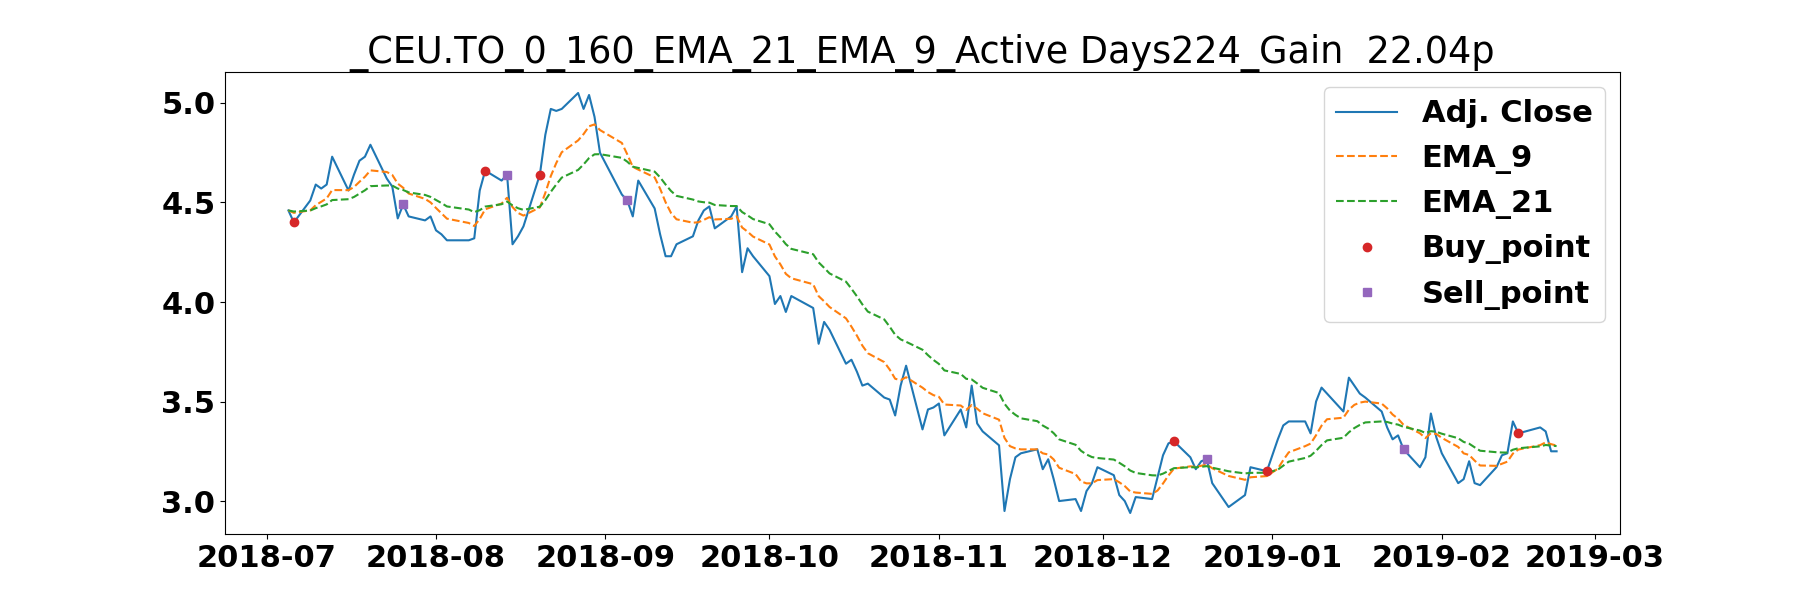 _CEU.TO_0_160_EMA_21_EMA_9_Active Days224_Gain  22.04p
5.0
4.5
4.0
3.5
3.0
Adj. Close
EMA_9
EMA_21
Buy_point
Sell_point
2018-07 2018-08 2018-09 2018-10 2018-11 2018-12 2019-01 2019-02 2019-03